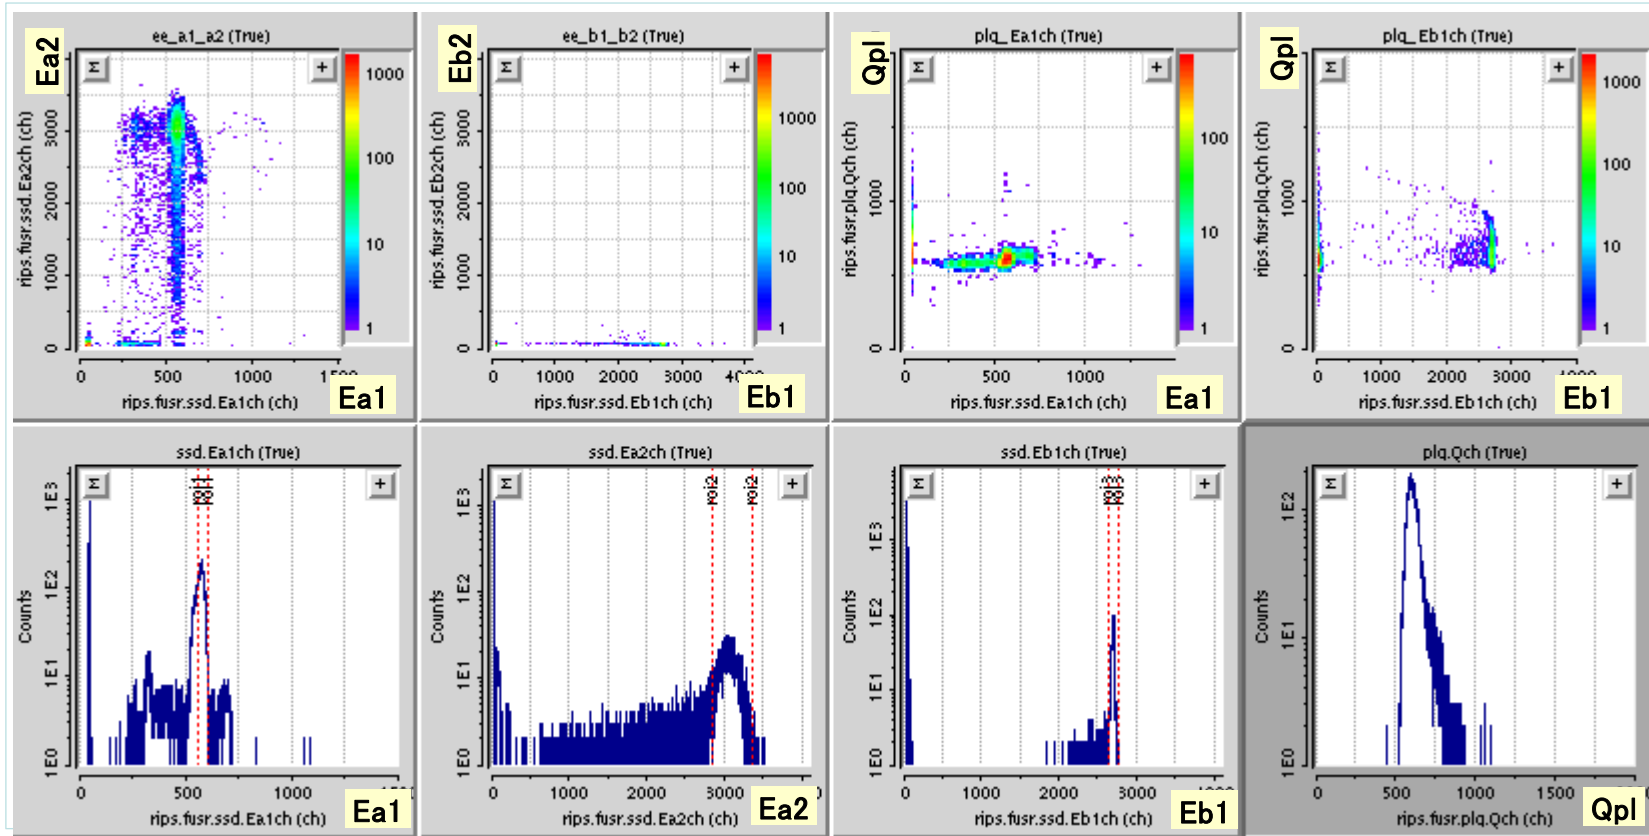 ee_a1_a2 (True)
Ea2
rips.fusr.ssd.Ea2ch (ch)
Σ
+
3000
2000
1000
0
1000
100
10
1
0
500
1000
rips.fusr.ssd.Ea1ch (ch)
Ea1
ee_b1_b2 (True)
Eb2
rips.fusr.ssd.Eb2ch (ch)
Σ
+
3000
2000
1000
0
1000
100
10
1
0
1000
2000
3000
rips.fusr.ssd.Eb1ch (ch)
Eb1
plq_Ea1ch (True)
Qpl
rips.fusr.plq.Qch (ch)
Σ
+
1000
0
100
10
1
0
500
1000
rips.fusr.ssd.Ea1ch (ch)
Ea1
plq_Eb1ch (True)
Qpl
rips.fusr.plq.Qch (ch)
Σ
+
1000
0
1000
100
10
1
0
1000
2000
3000
rips.fusr.ssd.Eb1ch (ch)
Eb1
ssd.Ea1ch (True)
Σ
+
roi1
roi1
Counts
1E3
1E2
1E1
1E0
0
500
1000
rips.fusr.ssd.Ea1ch (ch)
Ea1
ssd.Ea2ch (True)
Σ
+
roi2
roi2
Counts
1E3
1E2
1E1
1E0
0
1000
2000
3000
rips.fusr.ssd.Ea2ch (ch)
Ea2
ssd.Eb1ch (True)
Σ
+
roi3
roi3
Counts
1E3
1E2
1E1
1E0
0
1000
2000
3000
rips.fusr.ssd.Eb1ch (ch)
Eb1
plq.Qch (True)
Σ
+
Counts
1E2
1E1
1E0
0
500
1000
1500
rips.fusr.plq.Qch (ch)
Qpl